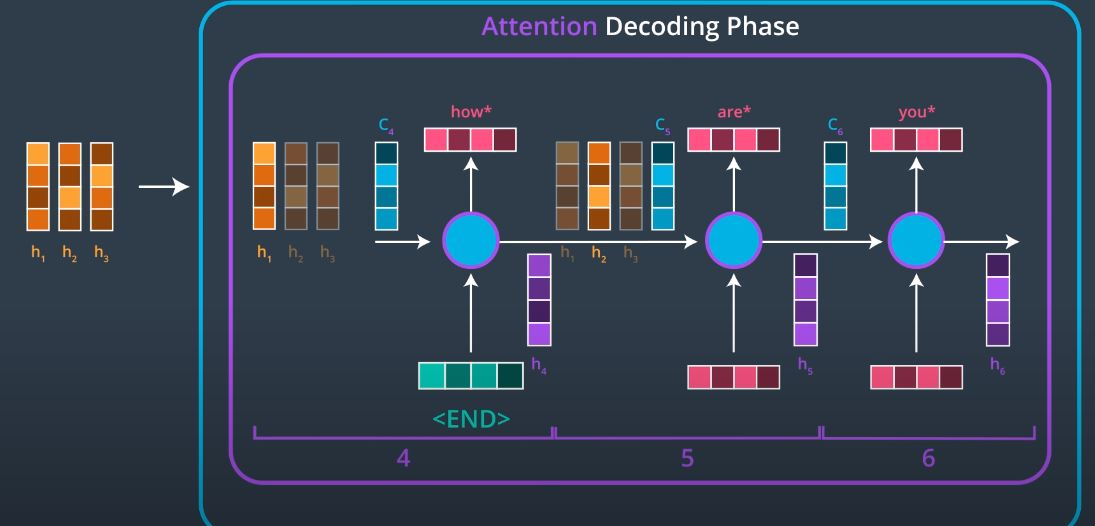 Attention Decoding Phase
how*
are*
you*
C₄
C₅
C₆
h₁ h₂ h₃
h₁ h₂ h₃
h₁ h₂ h₃
h₄
h₅
h₆
<END>
4
5
6